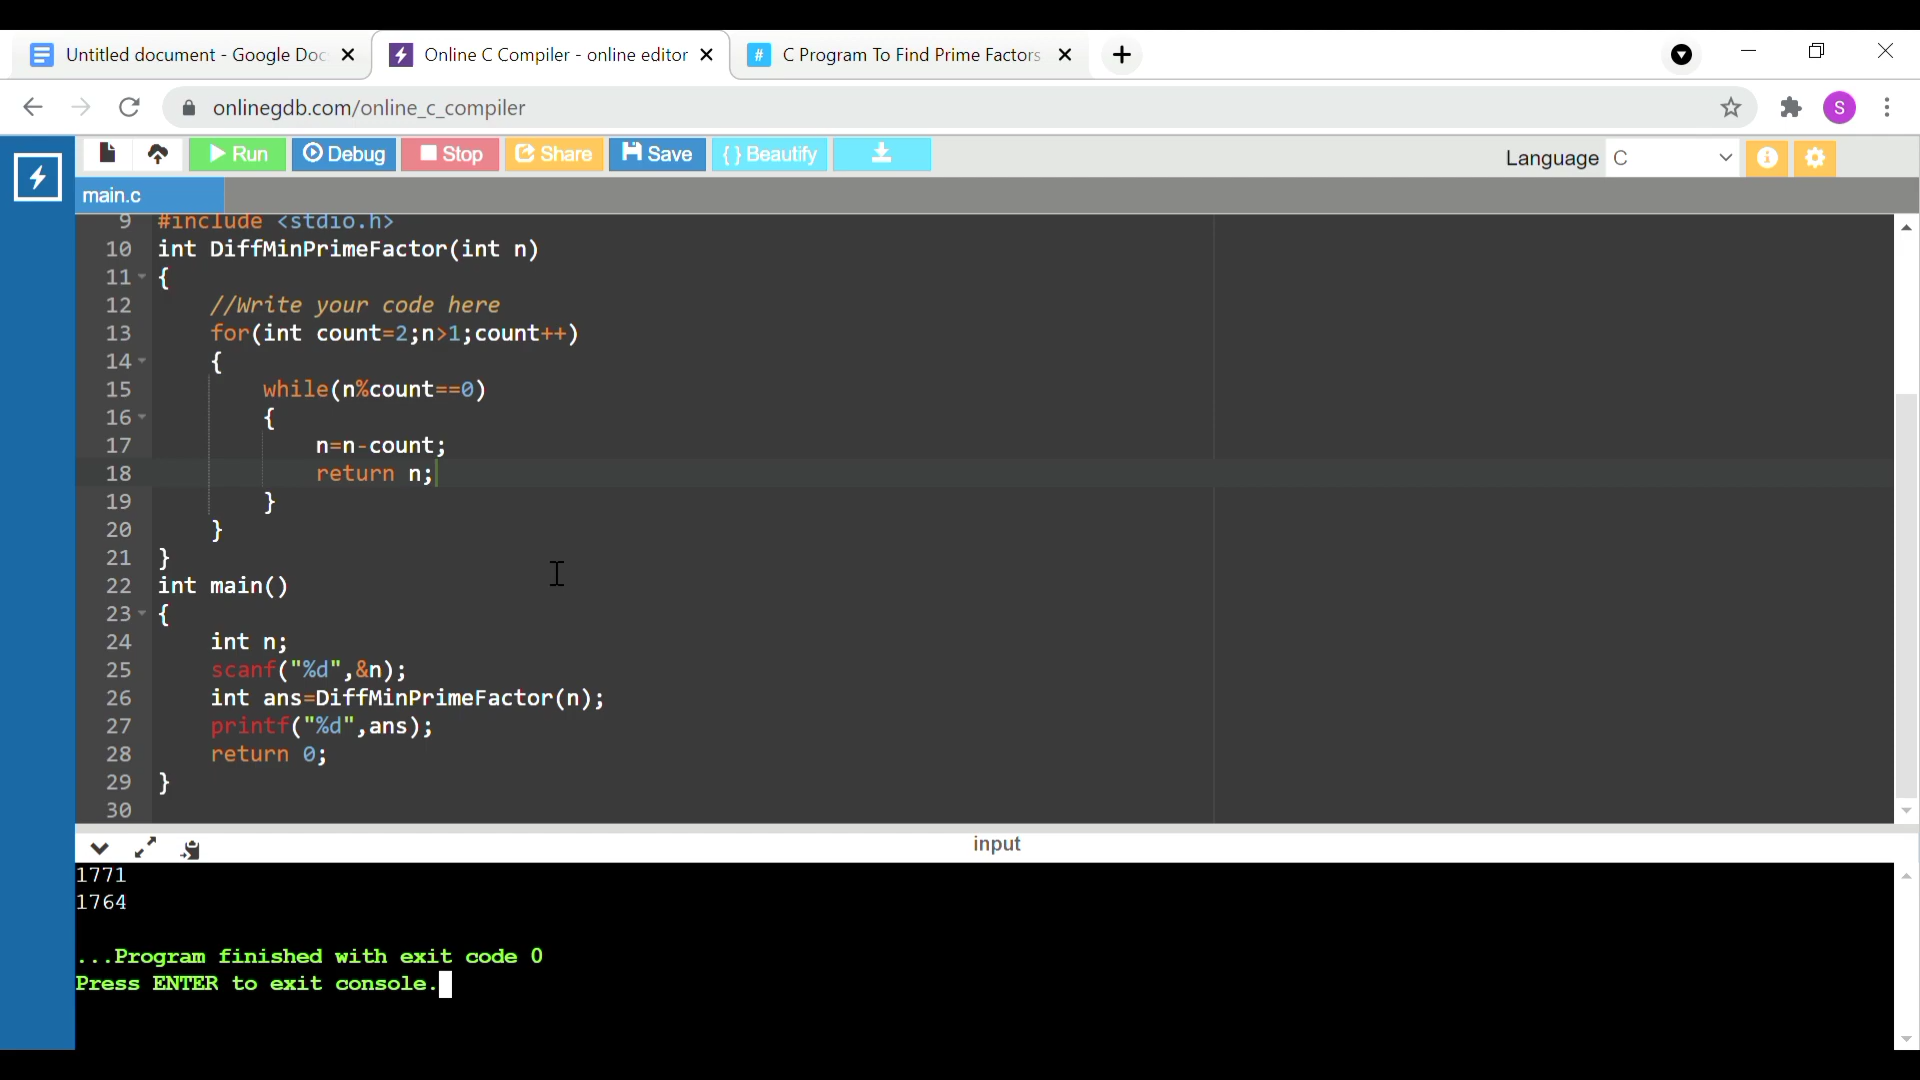 Untitled document - Google Doc
Online C Compiler - online editor
# C Program To Find Prime Factors
onlinegdb.com/online_c_compiler
S
Run Debug Stop Share Save { } Beautify
Language C
main.c
9 #include <stdio.h>
10 int DiffMinPrimeFactor(int n)
11 {
12 //Write your code here
13 for(int count=2;n>1;count++)
14 {
15 while(n%count==0)
16 {
17 n=n-count;
18 return n;
19 }
20 }
21 }
22 int main()
23 {
24 int n;
25 scanf("%d",&n);
26 int ans=DiffMinPrimeFactor(n);
27 printf("%d",ans);
28 return 0;
29 }
30
input
1771
1764
...Program finished with exit code 0
Press ENTER to exit console.